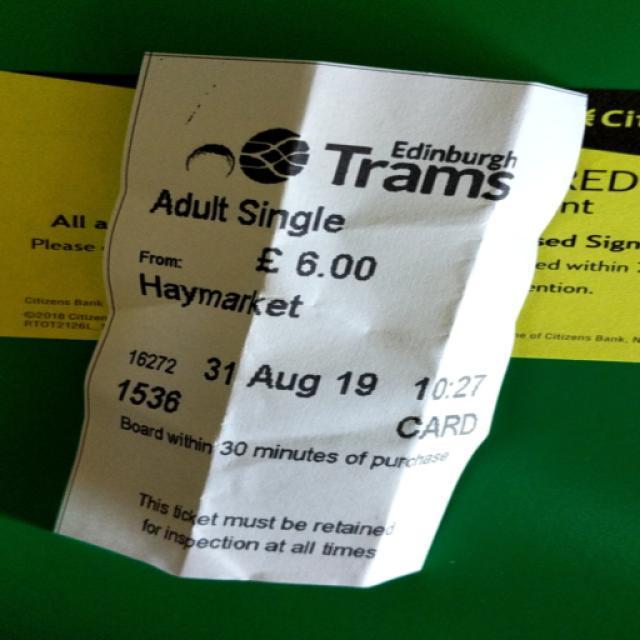 Edinburgh
Trams
Adult Single
From: £ 6.00
Haymarket
16272 31 Aug 19 10:27
1536 CARD
Board within 30 minutes of purchase
This ticket must be retained
for inspection at all times
All a
Please
Citizens Bank
©2018 Citizen
RTOT2126L
Cit
RED
nt
sed Sign
ed within
ention.
e of Citizens Bank, N